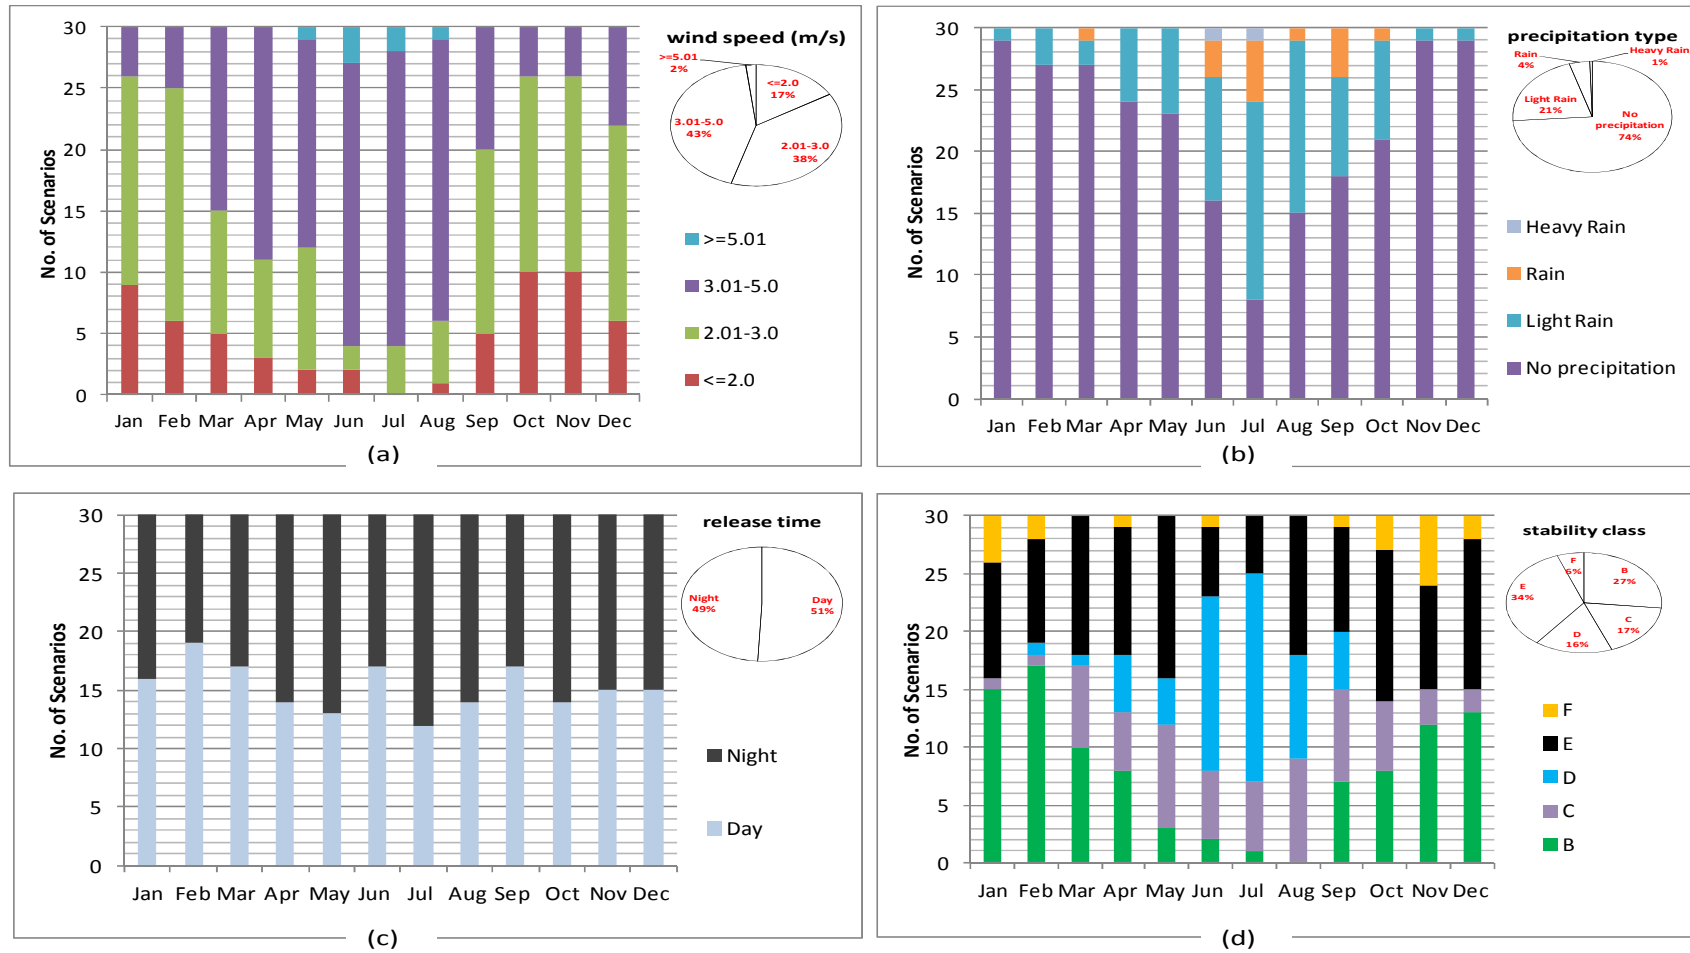 30
25
20
15
10
5
0
No. of Scenarios
Jan Feb Mar Apr May Jun Jul Aug Sep Oct Nov Dec
(a)
wind speed (m/s)
>=5.01
2%
<=2.0
17%
3.01-5.0
43%
2.01-3.0
38%
>=5.01
3.01-5.0
2.01-3.0
<=2.0
30
25
20
15
10
5
0
No. of Scenarios
Jan Feb Mar Apr May Jun Jul Aug Sep Oct Nov Dec
(b)
precipitation type
Rain
4%
Heavy Rain
1%
Light Rain
21%
No
precipitation
74%
Heavy Rain
Rain
Light Rain
No precipitation
30
25
20
15
10
5
0
No. of Scenarios
Jan Feb Mar Apr May Jun Jul Aug Sep Oct Nov Dec
(c)
release time
Night
49%
Day
51%
Night
Day
30
25
20
15
10
5
0
No. of Scenarios
Jan Feb Mar Apr May Jun Jul Aug Sep Oct Nov Dec
(d)
stability class
F
6%
B
27%
E
34%
C
17%
D
16%
F
E
D
C
B